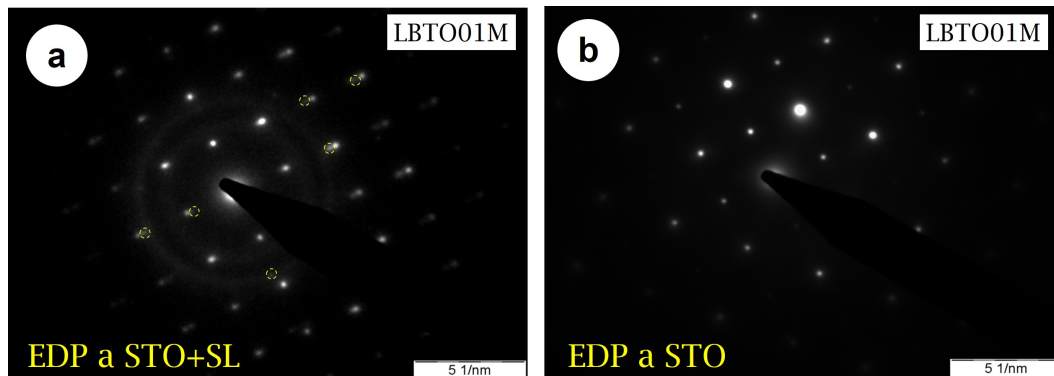 a
LBTO01M
EDP a STO+SL
5 1/nm
b
LBTO01M
EDP a STO
5 1/nm